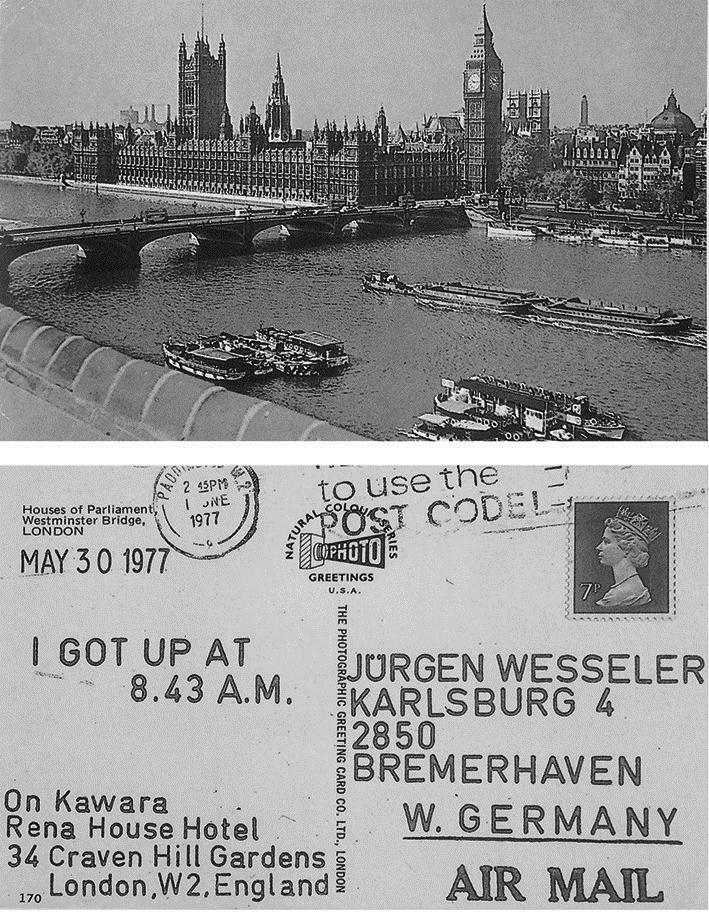 Houses of Parliament
Westminster Bridge,
LONDON
2 45PM
1 JNE
1977
to use the
POST CODE
MAY 30 1977
NATURAL COLOUR SERIES
PHOTO
GREETINGS
U.S.A.
7P
THE PHOTOGRAPHIC GREETING CARD CO. LTD., LONDON
I GOT UP AT
8.43 A.M.
JÜRGEN WESSELER
KARLSBURG 4
2850
BREMERHAVEN
W. GERMANY
On Kawara
Rena House Hotel
34 Craven Hill Gardens
London, W2, England
170
AIR MAIL